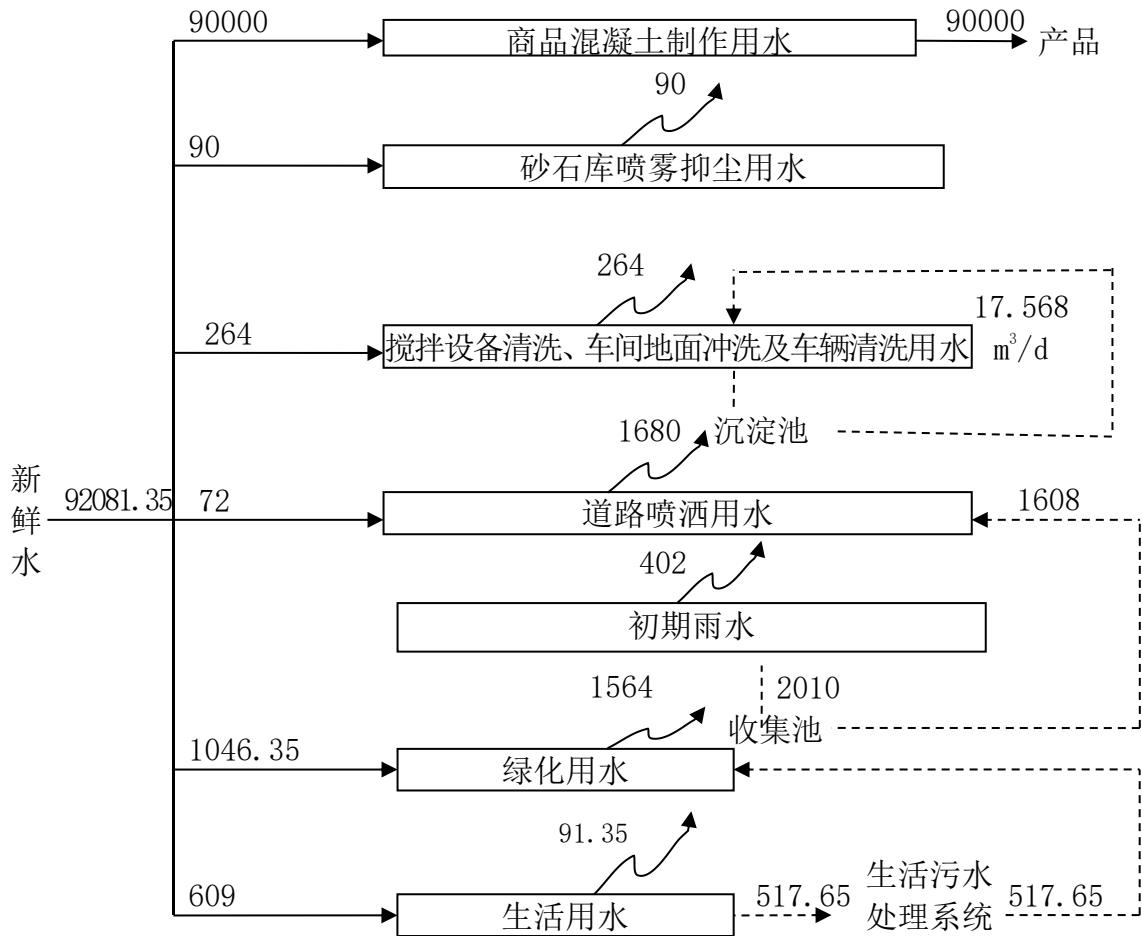 90000
商品混凝土制作用水
90000
产品
90
90
砂石库喷雾抑尘用水
264
264
搅拌设备清洗、车间地面冲洗及车辆清洗用水
17.568
m³/d
沉淀池
1680
新鲜水
92081.35
72
道路喷洒用水
1608
402
初期雨水
1564
2010
收集池
1046.35
绿化用水
91.35
609
生活用水
517.65
生活污水
处理系统
517.65